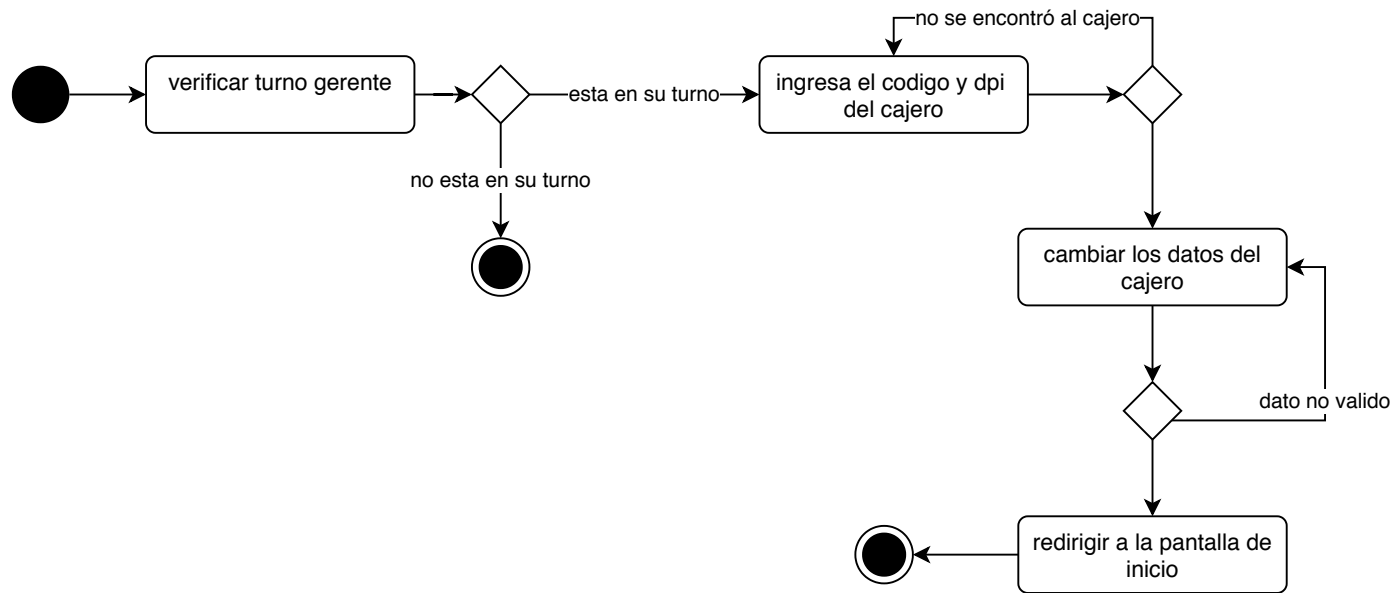 no se encontró al cajero
verificar turno gerente
esta en su turno
ingresa el codigo y dpi
del cajero
no esta en su turno
cambiar los datos del
cajero
dato no valido
redirigir a la pantalla de
inicio